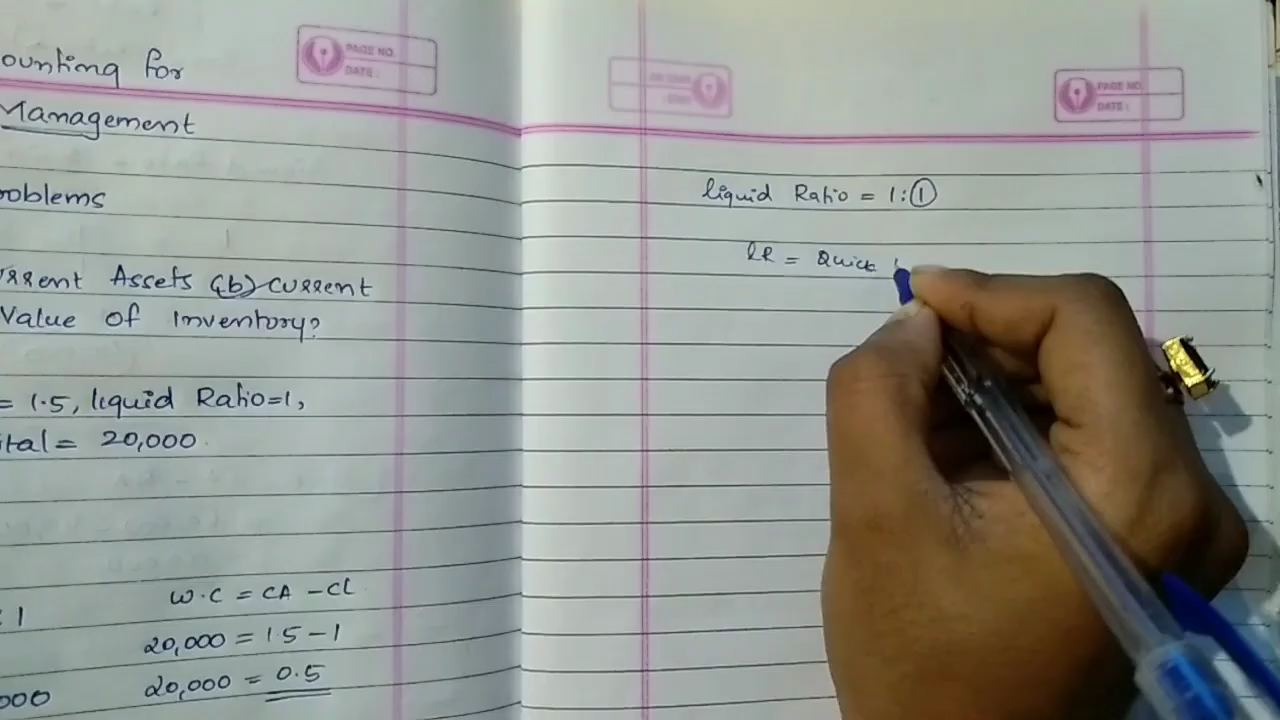 ounting for
Management
roblems
rrent Assets (b) current
Value of Inventory?
= 1.5, liquid Ratio=1,
ital = 20,000
: 1
000
W.C = CA - CL
20,000 = 1.5 - 1
20,000 = 0.5
PAGE NO.
DATE :
PAGE NO.
DATE :
liquid Ratio = 1:1
LR = Quick